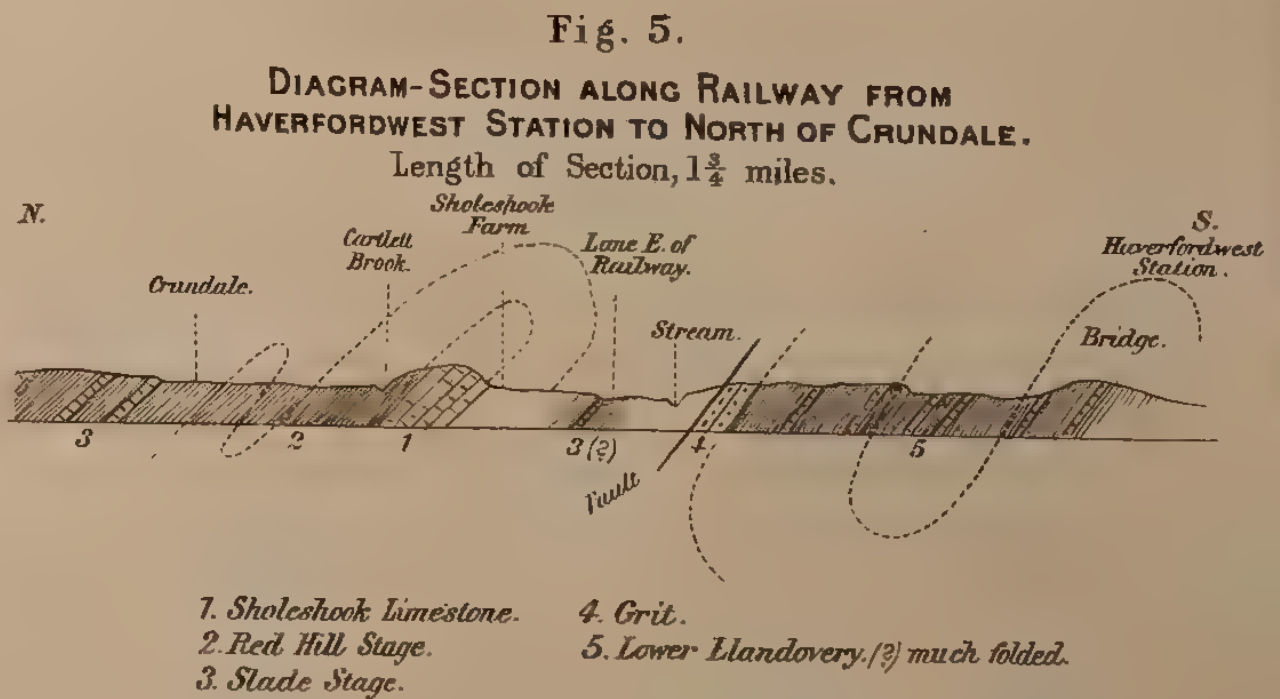 Fig. 5.
DIAGRAM-SECTION ALONG RAILWAY FROM
HAVERFORDWEST STATION TO NORTH OF CRUNDALE.
Length of Section, 1¾ miles.
N.
S.
Sholeshook
Farm
Cartlett
Brook.
Lane E. of
Railway.
Haverfordwest
Station.
Crundale.
Stream.
Bridge.
3
2
1
3 (?)
4
5
Fault
1. Sholeshook Limestone.
2. Red Hill Stage.
3. Slade Stage.
4. Grit.
5. Lower Llandovery. (?) much folded.